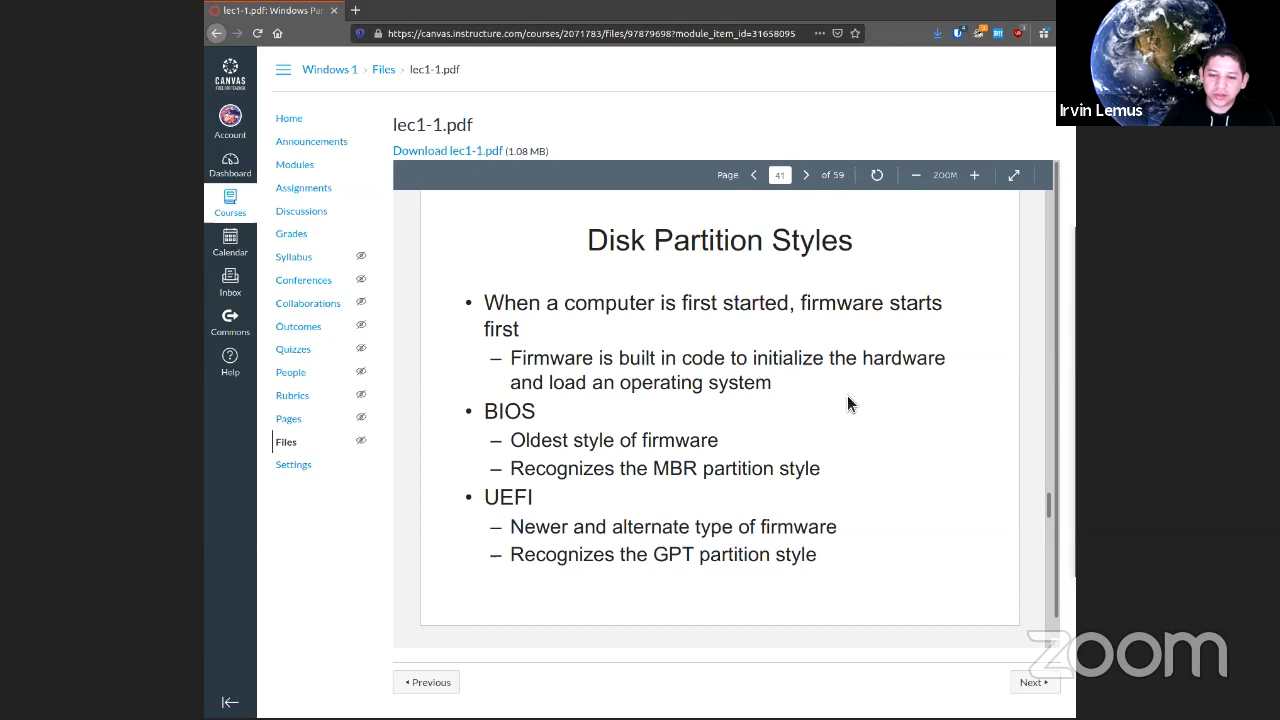 lec1-1.pdf: Windows Par
https://canvas.instructure.com/courses/2071783/files/97879698?module_item_id=31658095
Irvin Lemus
CANVAS
FREE FOR TEACHER
Account
Dashboard
Courses
Calendar
Inbox
Commons
Help
Windows 1 › Files › lec1-1.pdf
Home
Announcements
Modules
Assignments
Discussions
Grades
Syllabus
Conferences
Collaborations
Outcomes
Quizzes
People
Rubrics
Pages
Files
Settings
lec1-1.pdf
Download lec1-1.pdf (1.08 MB)
Page 41 of 59 ZOOM
Disk Partition Styles
• When a computer is first started, firmware starts
first
– Firmware is built in code to initialize the hardware
and load an operating system
• BIOS
– Oldest style of firmware
– Recognizes the MBR partition style
• UEFI
– Newer and alternate type of firmware
– Recognizes the GPT partition style
Previous
Next
zoom